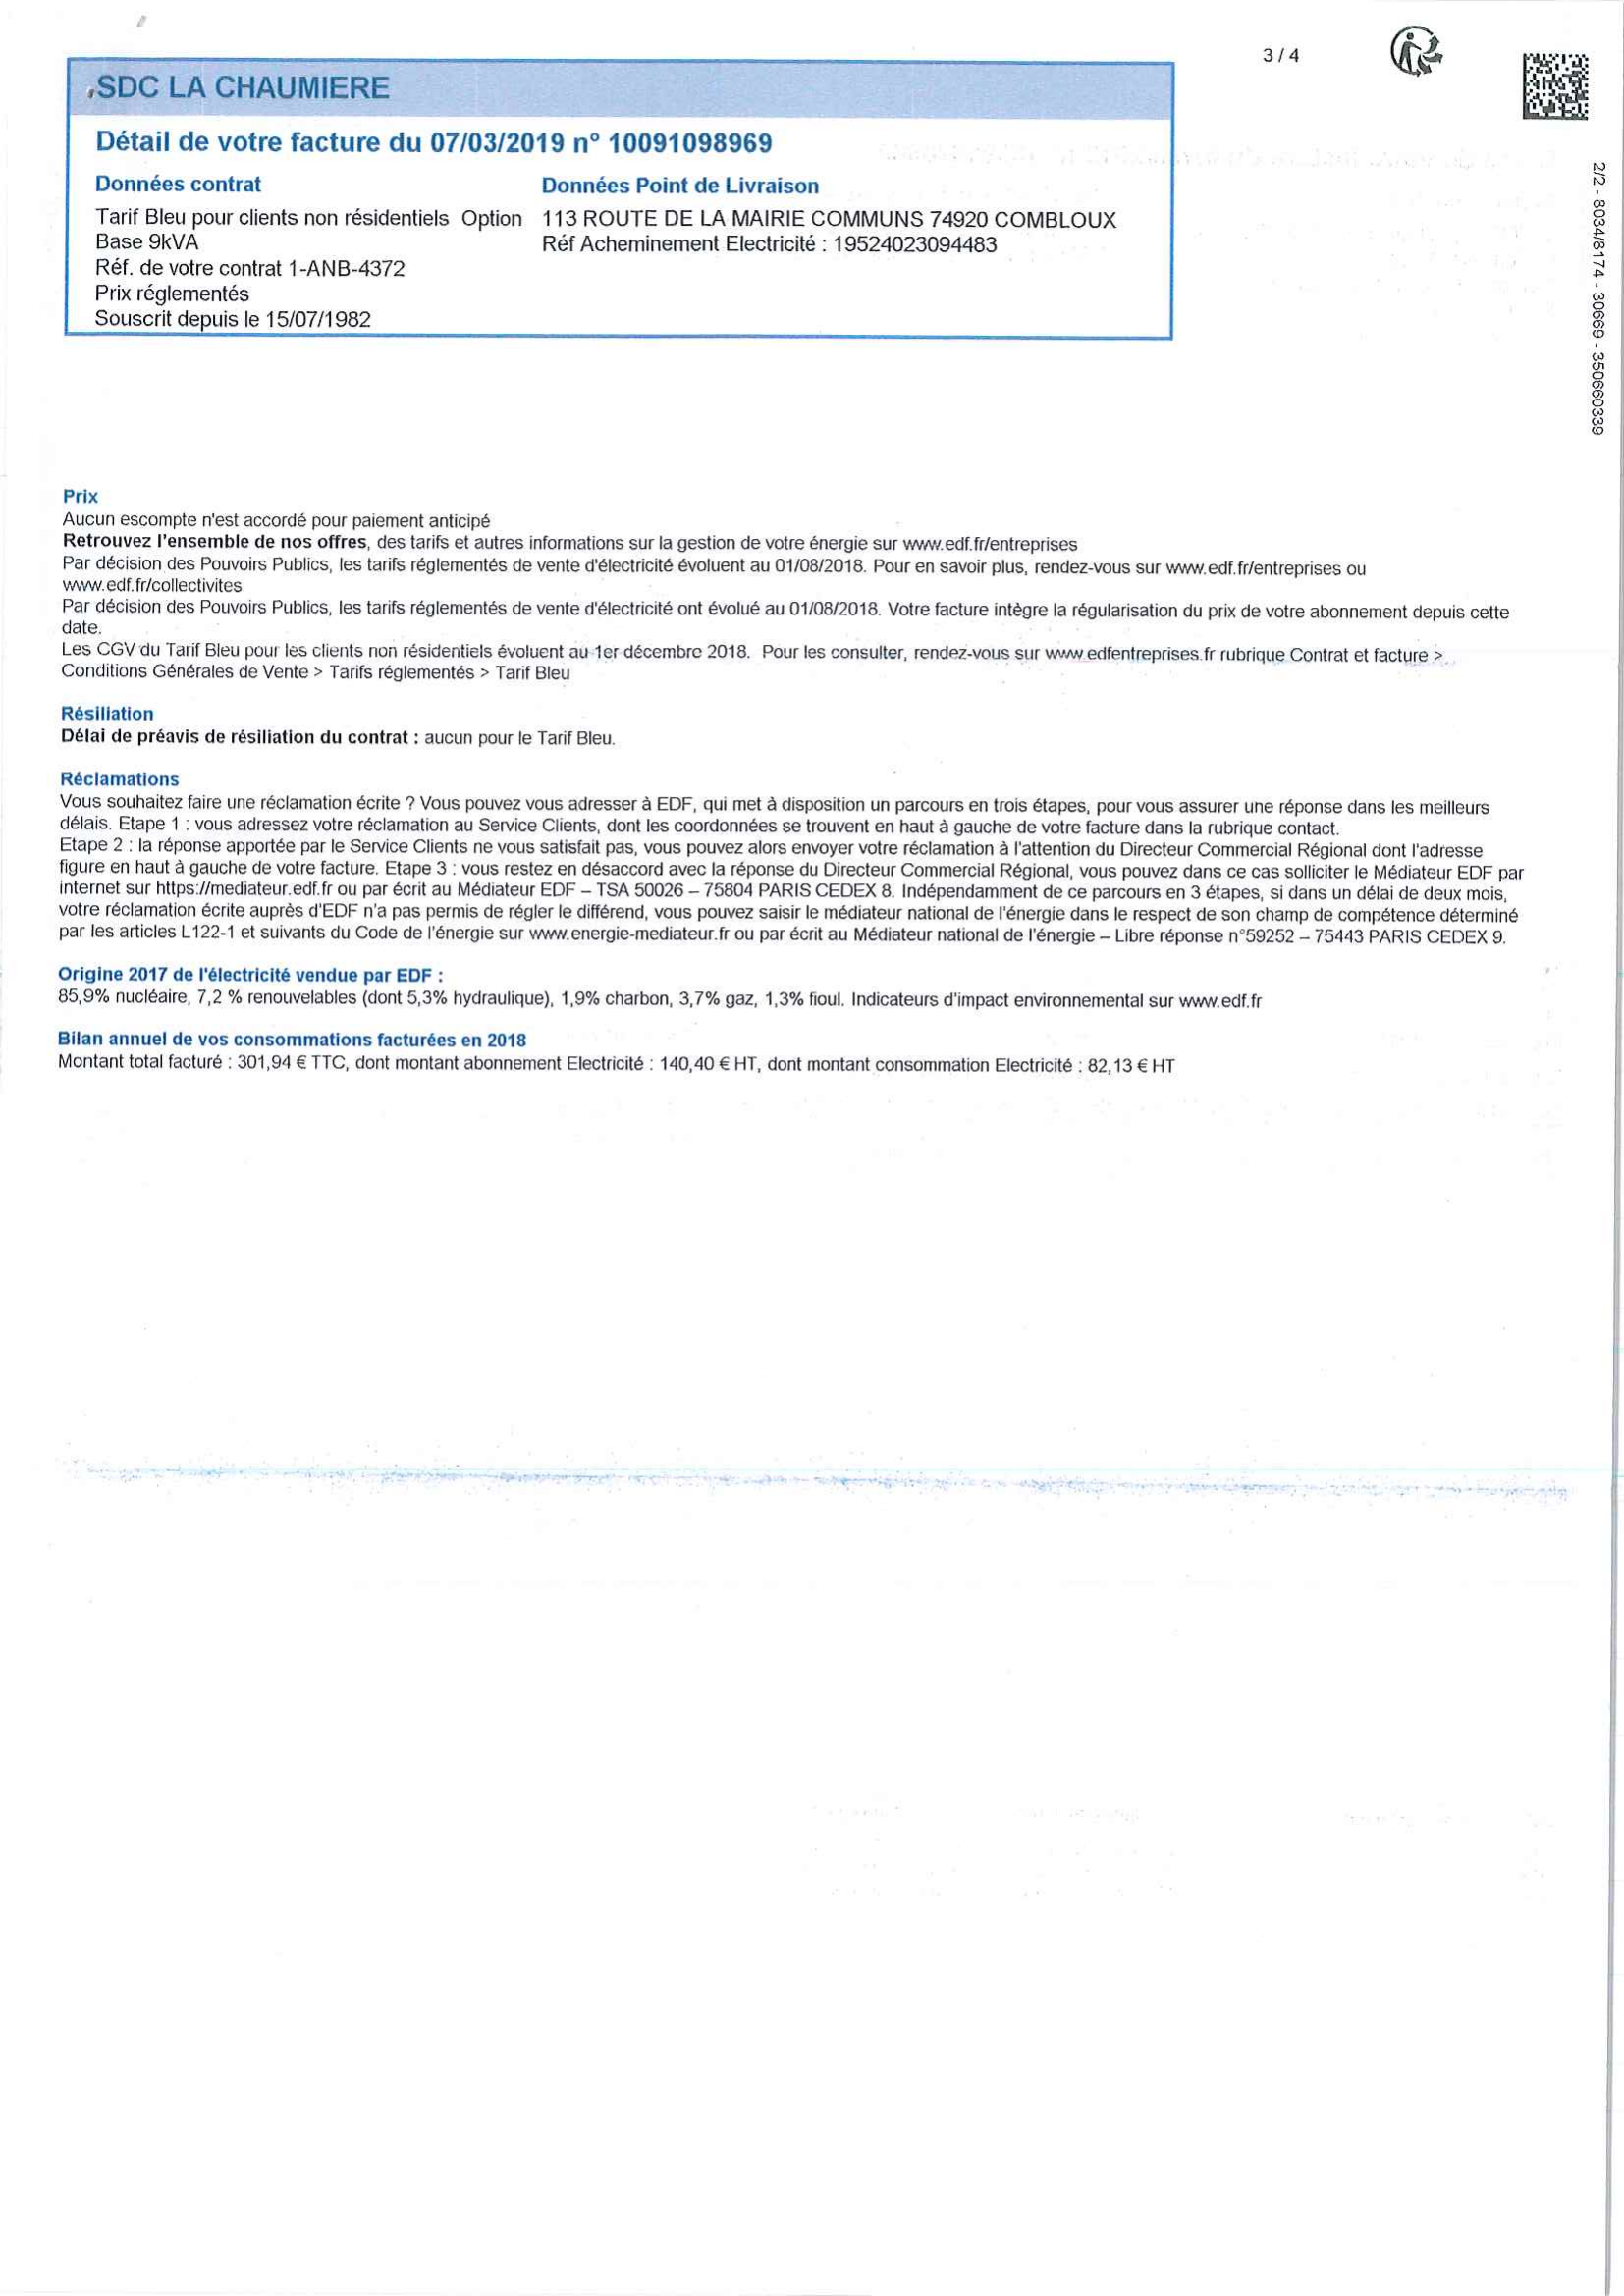 3 / 4
SDC LA CHAUMIERE
Détail de votre facture du 07/03/2019 n° 10091098969
Données contrat
Tarif Bleu pour clients non résidentiels Option
Base 9kVA
Réf. de votre contrat 1-ANB-4372
Prix réglementés
Souscrit depuis le 15/07/1982
Données Point de Livraison
113 ROUTE DE LA MAIRIE COMMUNS 74920 COMBLOUX
Réf Acheminement Electricité : 19524023094483
2/2 - 8034/8174 - 30669 - 350660339
Prix
Aucun escompte n'est accordé pour paiement anticipé
Retrouvez l'ensemble de nos offres, des tarifs et autres informations sur la gestion de votre énergie sur www.edf.fr/entreprises
Par décision des Pouvoirs Publics, les tarifs réglementés de vente d'électricité évoluent au 01/08/2018. Pour en savoir plus, rendez-vous sur www.edf.fr/entreprises ou
www.edf.fr/collectivites
Par décision des Pouvoirs Publics, les tarifs réglementés de vente d'électricité ont évolué au 01/08/2018. Votre facture intègre la régularisation du prix de votre abonnement depuis cette
date.
Les CGV du Tarif Bleu pour les clients non résidentiels évoluent au 1er décembre 2018. Pour les consulter, rendez-vous sur www.edfentreprises.fr rubrique Contrat et facture >
Conditions Générales de Vente > Tarifs réglementés > Tarif Bleu
Résiliation
Délai de préavis de résiliation du contrat : aucun pour le Tarif Bleu.
Réclamations
Vous souhaitez faire une réclamation écrite ? Vous pouvez vous adresser à EDF, qui met à disposition un parcours en trois étapes, pour vous assurer une réponse dans les meilleurs
délais. Etape 1 : vous adressez votre réclamation au Service Clients, dont les coordonnées se trouvent en haut à gauche de votre facture dans la rubrique contact.
Etape 2 : la réponse apportée par le Service Clients ne vous satisfait pas, vous pouvez alors envoyer votre réclamation à l'attention du Directeur Commercial Régional dont l'adresse
figure en haut à gauche de votre facture. Etape 3 : vous restez en désaccord avec la réponse du Directeur Commercial Régional, vous pouvez dans ce cas solliciter le Médiateur EDF par
internet sur https://mediateur.edf.fr ou par écrit au Médiateur EDF – TSA 50026 – 75804 PARIS CEDEX 8. Indépendamment de ce parcours en 3 étapes, si dans un délai de deux mois,
votre réclamation écrite auprès d'EDF n'a pas permis de régler le différend, vous pouvez saisir le médiateur national de l'énergie dans le respect de son champ de compétence déterminé
par les articles L122-1 et suivants du Code de l'énergie sur www.energie-mediateur.fr ou par écrit au Médiateur national de l'énergie – Libre réponse n°59252 – 75443 PARIS CEDEX 9.
Origine 2017 de l'électricité vendue par EDF :
85,9% nucléaire, 7,2 % renouvelables (dont 5,3% hydraulique), 1,9% charbon, 3,7% gaz, 1,3% fioul. Indicateurs d'impact environnemental sur www.edf.fr
Bilan annuel de vos consommations facturées en 2018
Montant total facturé : 301,94 € TTC, dont montant abonnement Electricité : 140,40 € HT, dont montant consommation Electricité : 82,13 € HT